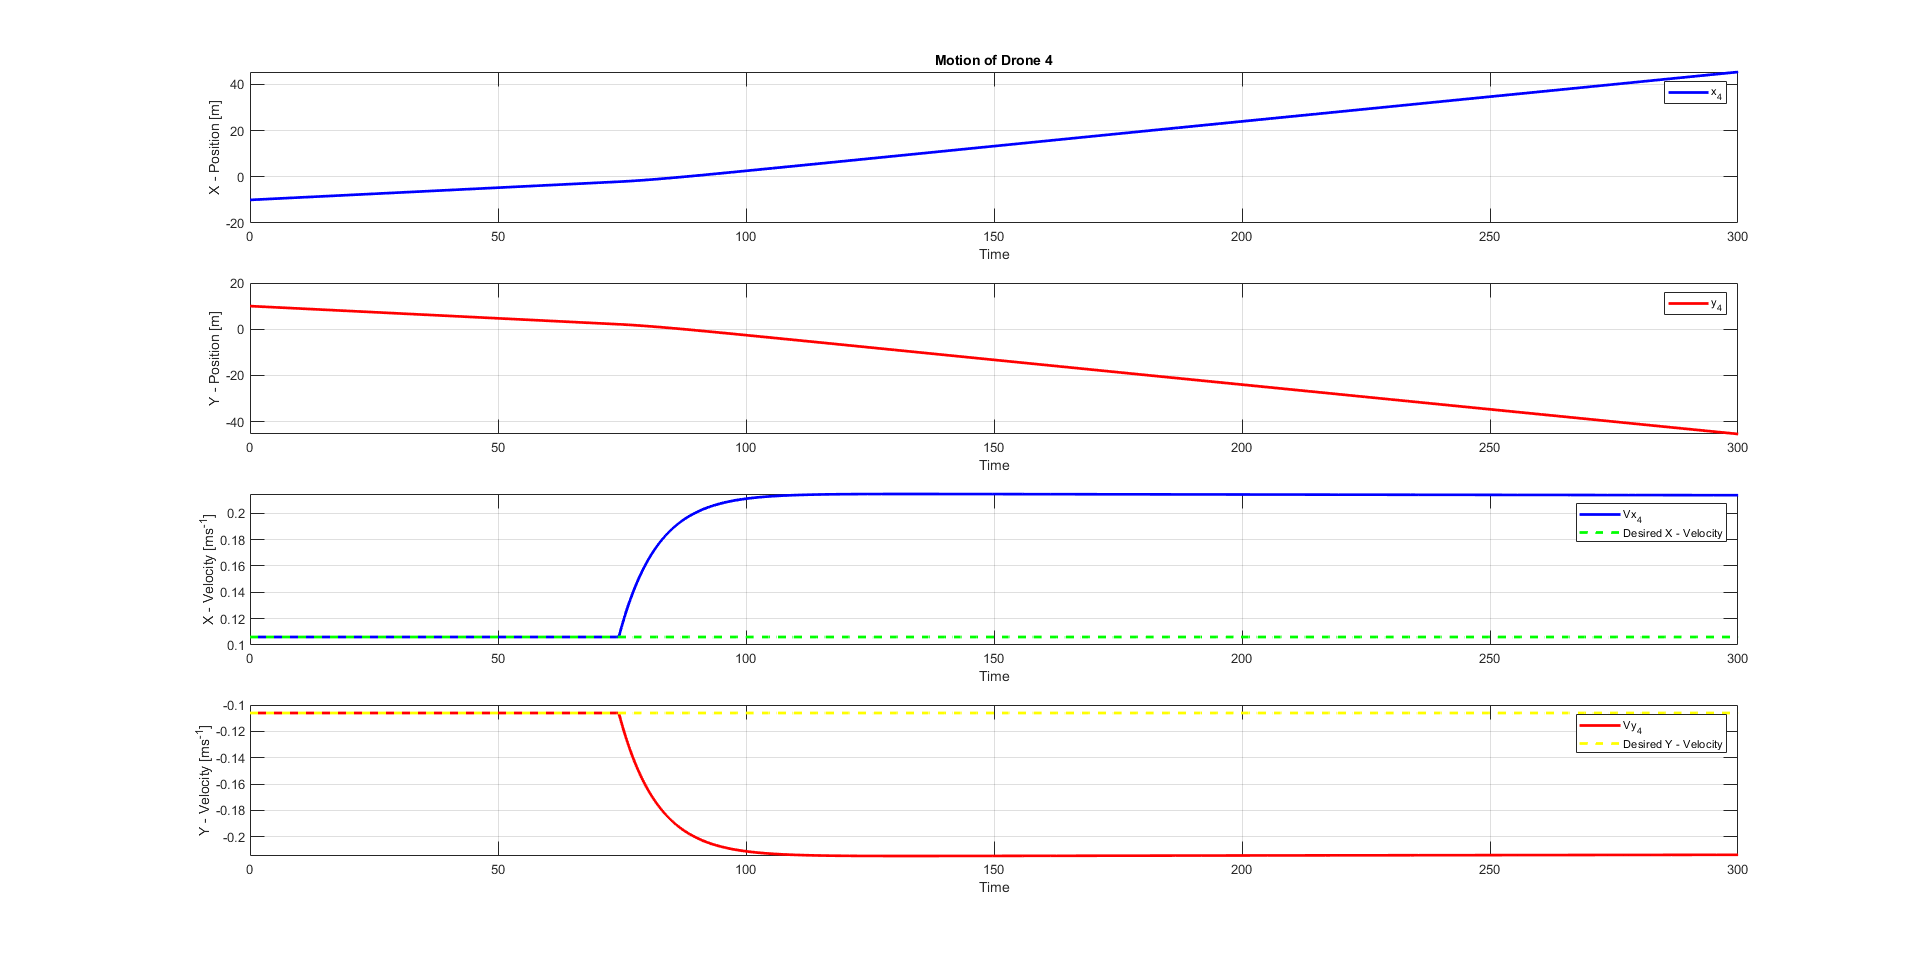 Motion of Drone 4
X - Position [m]
40
20
0
-20
x4
0 50 100 150 200 250 300
Time
Y - Position [m]
20
0
-20
-40
y4
0 50 100 150 200 250 300
Time
X - Velocity [ms-1]
0.2
0.18
0.16
0.14
0.12
0.1
Vx4
Desired X - Velocity
0 50 100 150 200 250 300
Time
Y - Velocity [ms-1]
-0.1
-0.12
-0.14
-0.16
-0.18
-0.2
Vy4
Desired Y - Velocity
0 50 100 150 200 250 300
Time